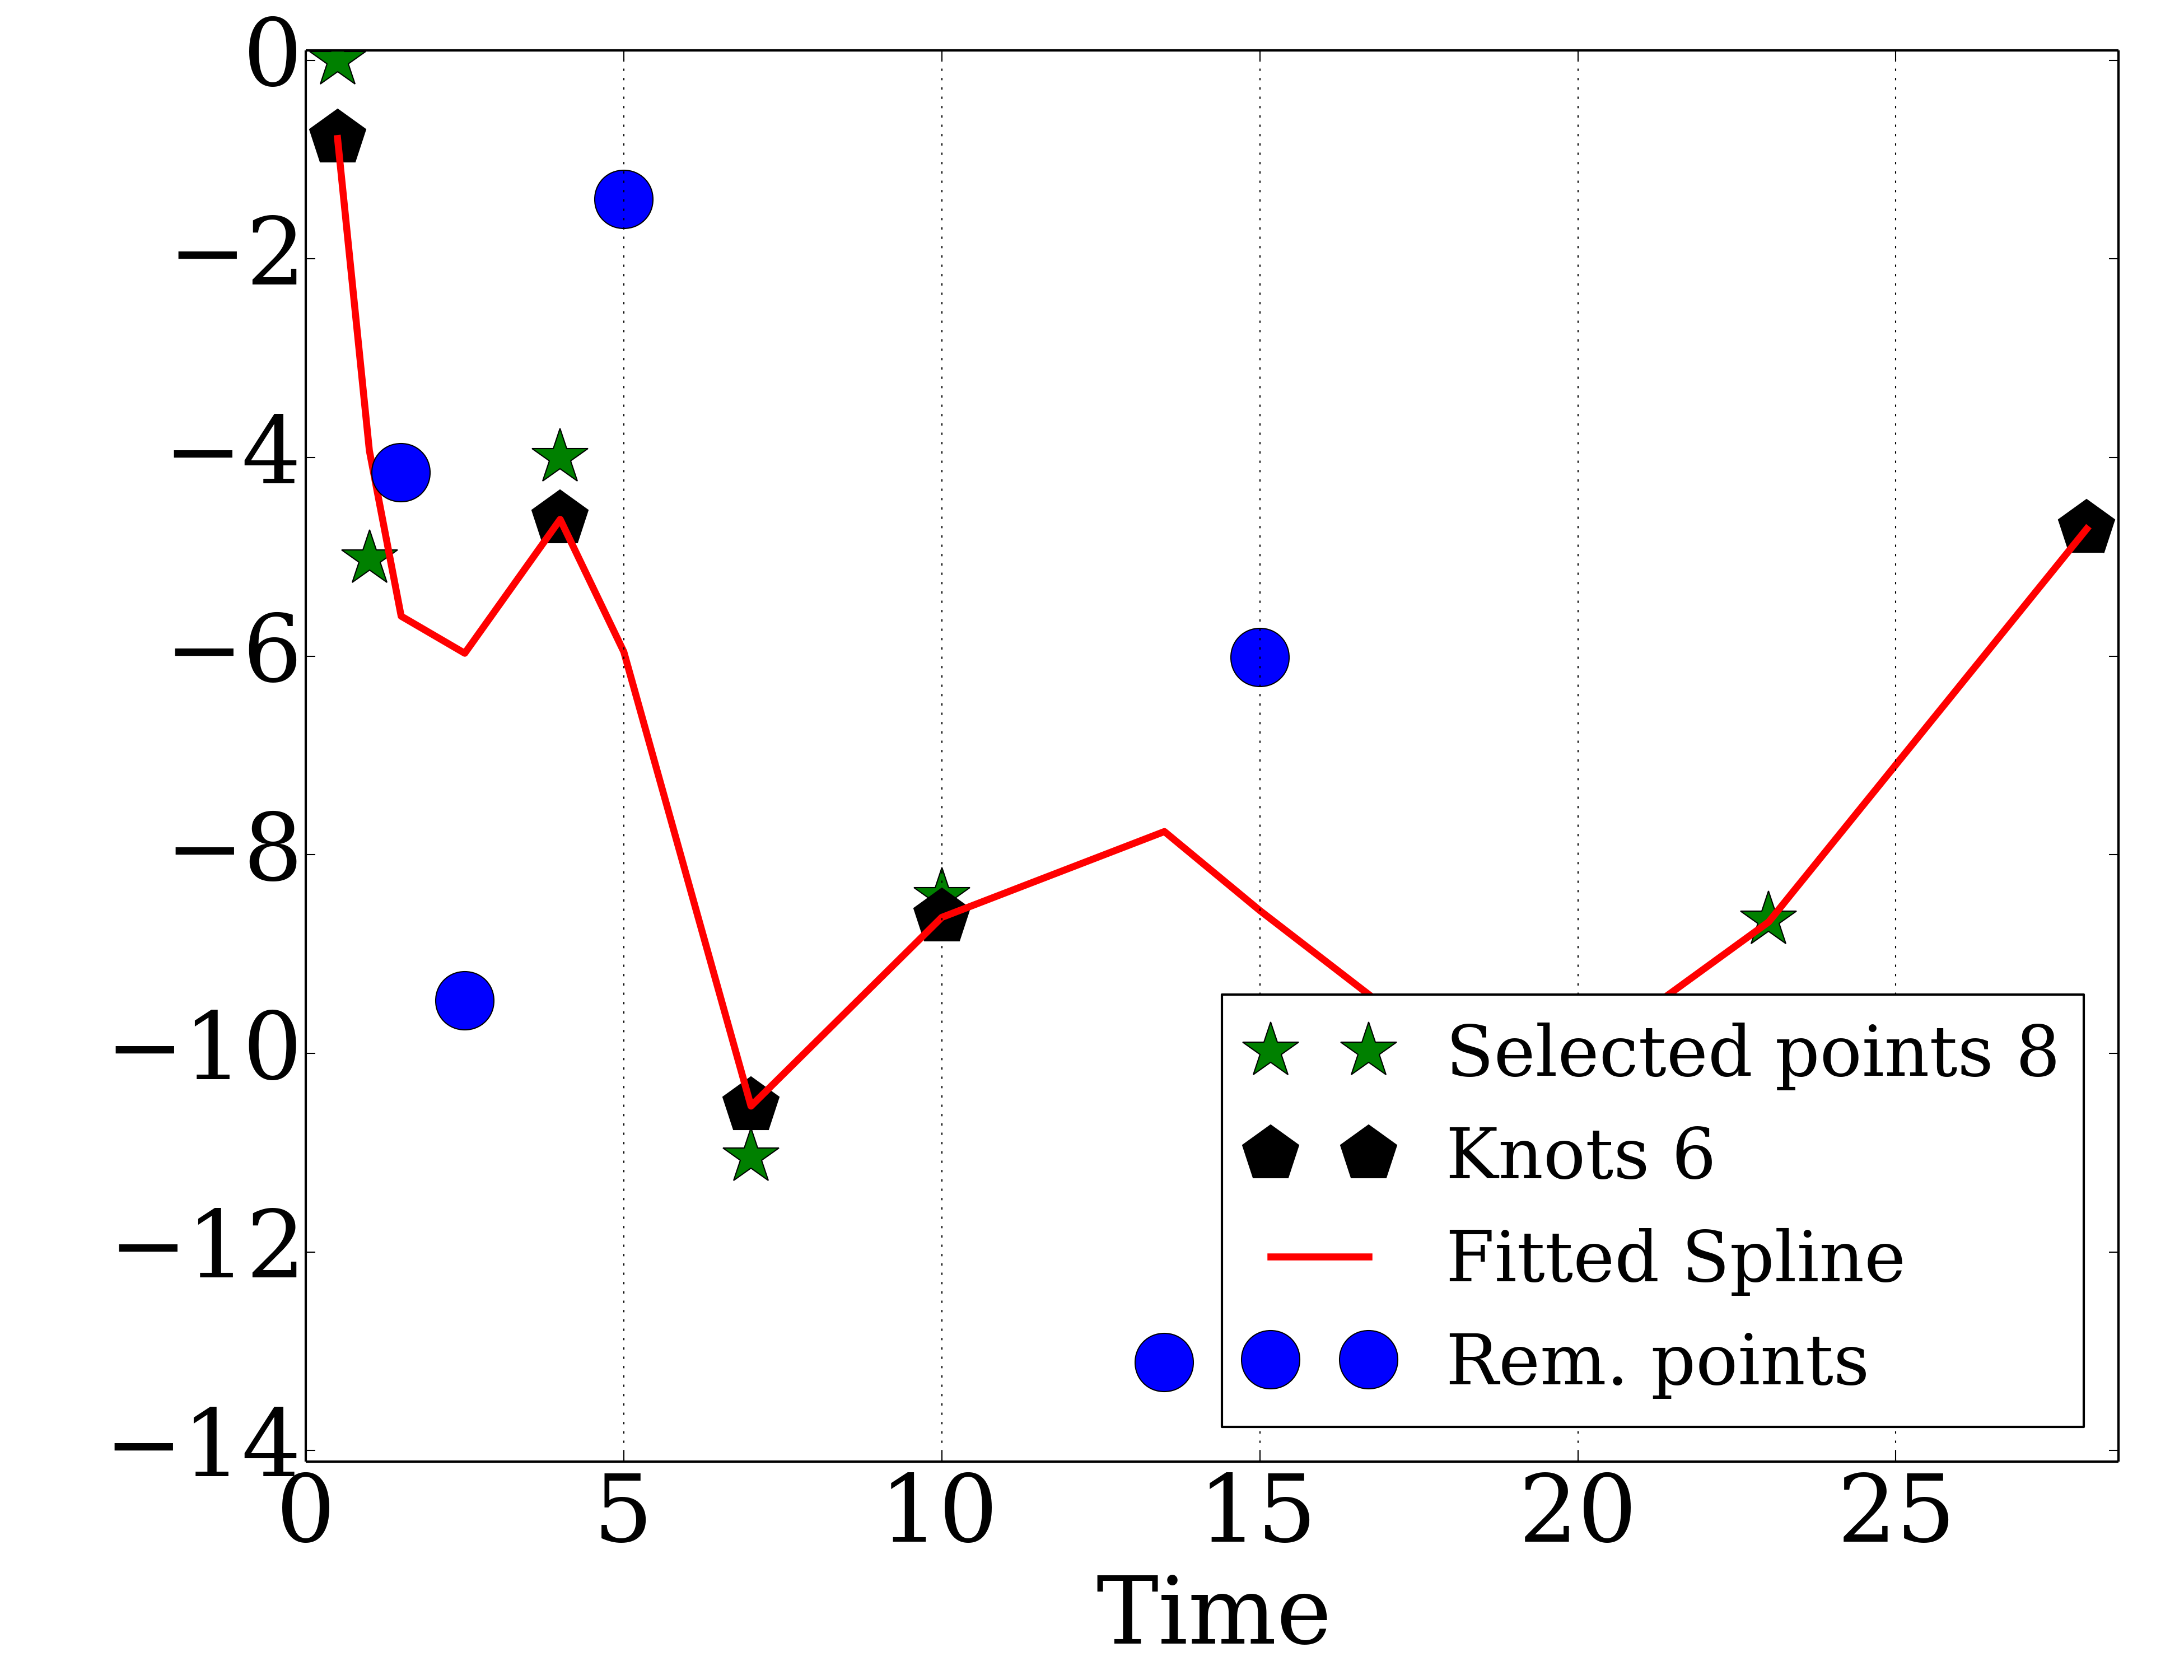 0
−2
−4
−6
−8
−10
−12
−14
0 5 10 15 20 25
Time
Selected points 8
Knots 6
Fitted Spline
Rem. points